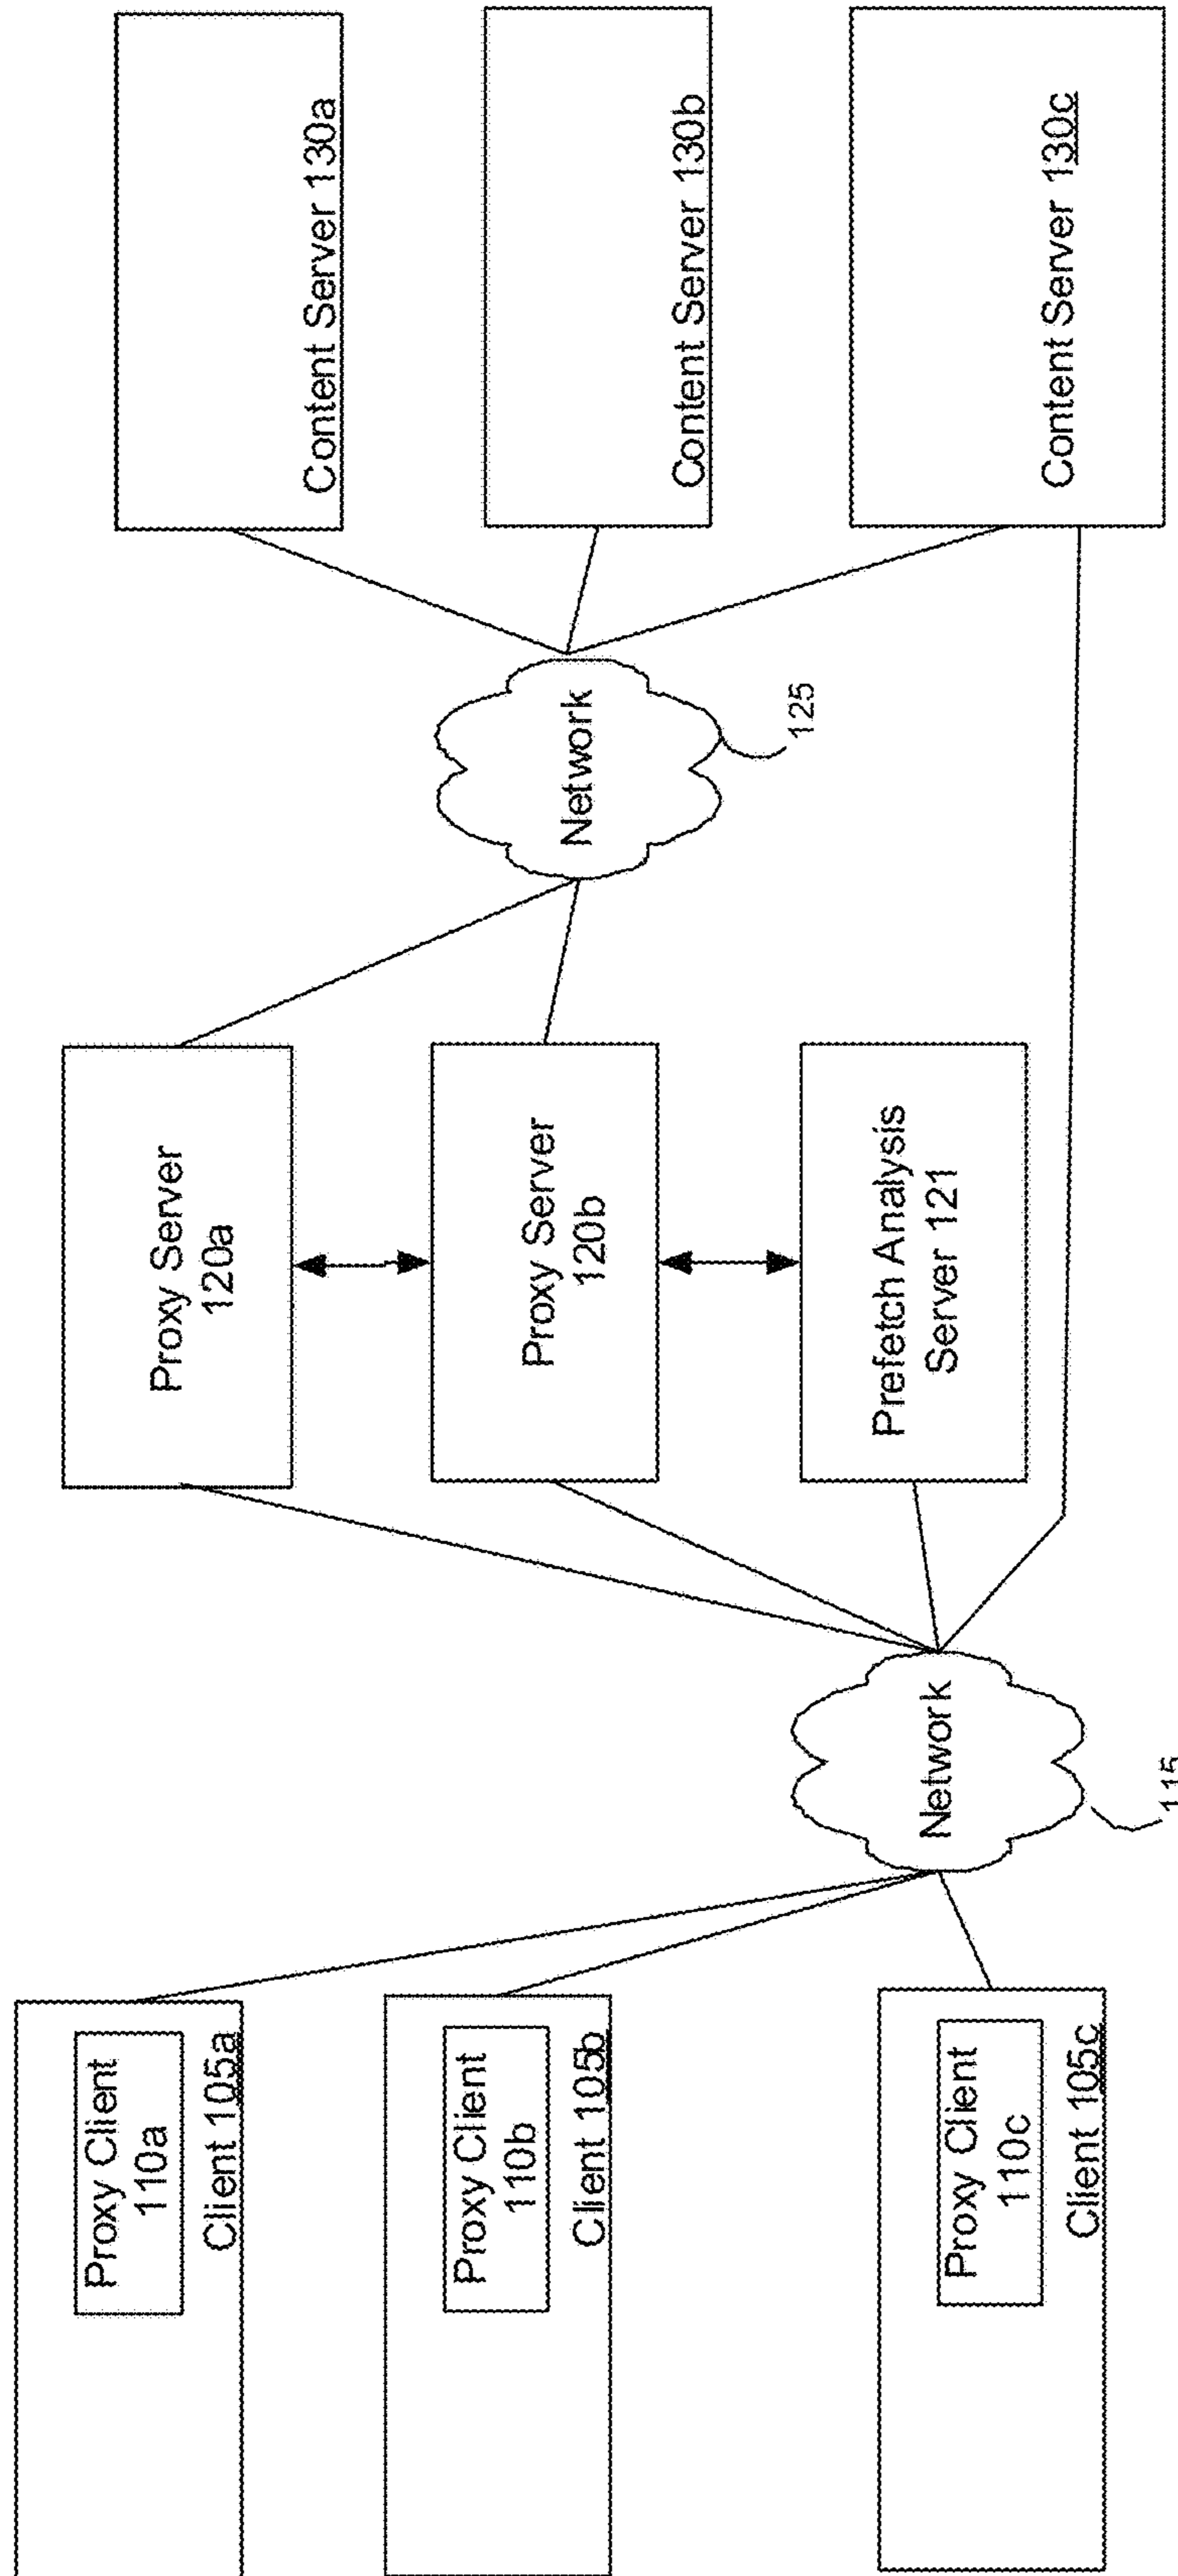 Proxy Client
110a
Client 105a
Proxy Client
110b
Client 105b
Proxy Client
110c
Client 105c
Network
115
Proxy Server
120a
Proxy Server
120b
Prefetch Analysis
Server 121
Network
125
Content Server 130a
Content Server 130b
Content Server 130c